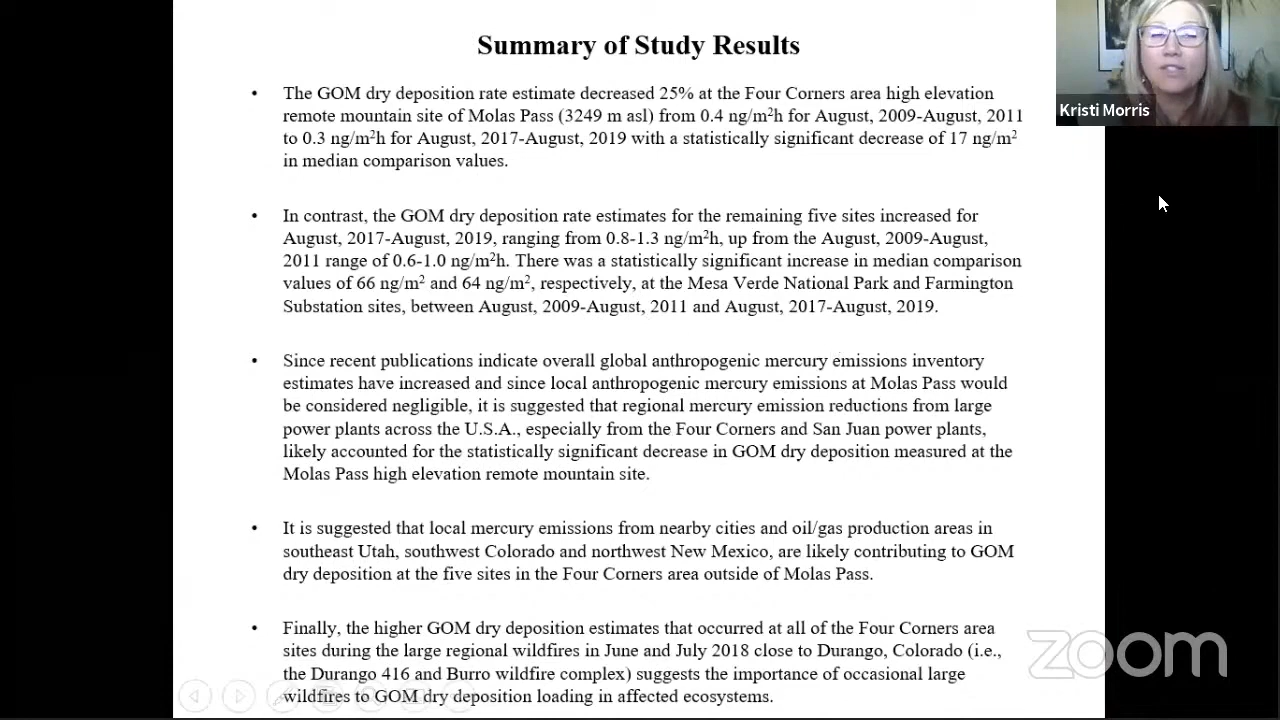 Summary of Study Results
• The GOM dry deposition rate estimate decreased 25% at the Four Corners area high elevation
remote mountain site of Molas Pass (3249 m asl) from 0.4 ng/m²h for August, 2009-August, 2011
to 0.3 ng/m²h for August, 2017-August, 2019 with a statistically significant decrease of 17 ng/m²
in median comparison values.
• In contrast, the GOM dry deposition rate estimates for the remaining five sites increased for
August, 2017-August, 2019, ranging from 0.8-1.3 ng/m²h, up from the August, 2009-August,
2011 range of 0.6-1.0 ng/m²h. There was a statistically significant increase in median comparison
values of 66 ng/m² and 64 ng/m², respectively, at the Mesa Verde National Park and Farmington
Substation sites, between August, 2009-August, 2011 and August, 2017-August, 2019.
• Since recent publications indicate overall global anthropogenic mercury emissions inventory
estimates have increased and since local anthropogenic mercury emissions at Molas Pass would
be considered negligible, it is suggested that regional mercury emission reductions from large
power plants across the U.S.A., especially from the Four Corners and San Juan power plants,
likely accounted for the statistically significant decrease in GOM dry deposition measured at the
Molas Pass high elevation remote mountain site.
• It is suggested that local mercury emissions from nearby cities and oil/gas production areas in
southeast Utah, southwest Colorado and northwest New Mexico, are likely contributing to GOM
dry deposition at the five sites in the Four Corners area outside of Molas Pass.
• Finally, the higher GOM dry deposition estimates that occurred at all of the Four Corners area
sites during the large regional wildfires in June and July 2018 close to Durango, Colorado (i.e.,
the Durango 416 and Burro wildfire complex) suggests the importance of occasional large
wildfires to GOM dry deposition loading in affected ecosystems.
Kristi Morris
zoom